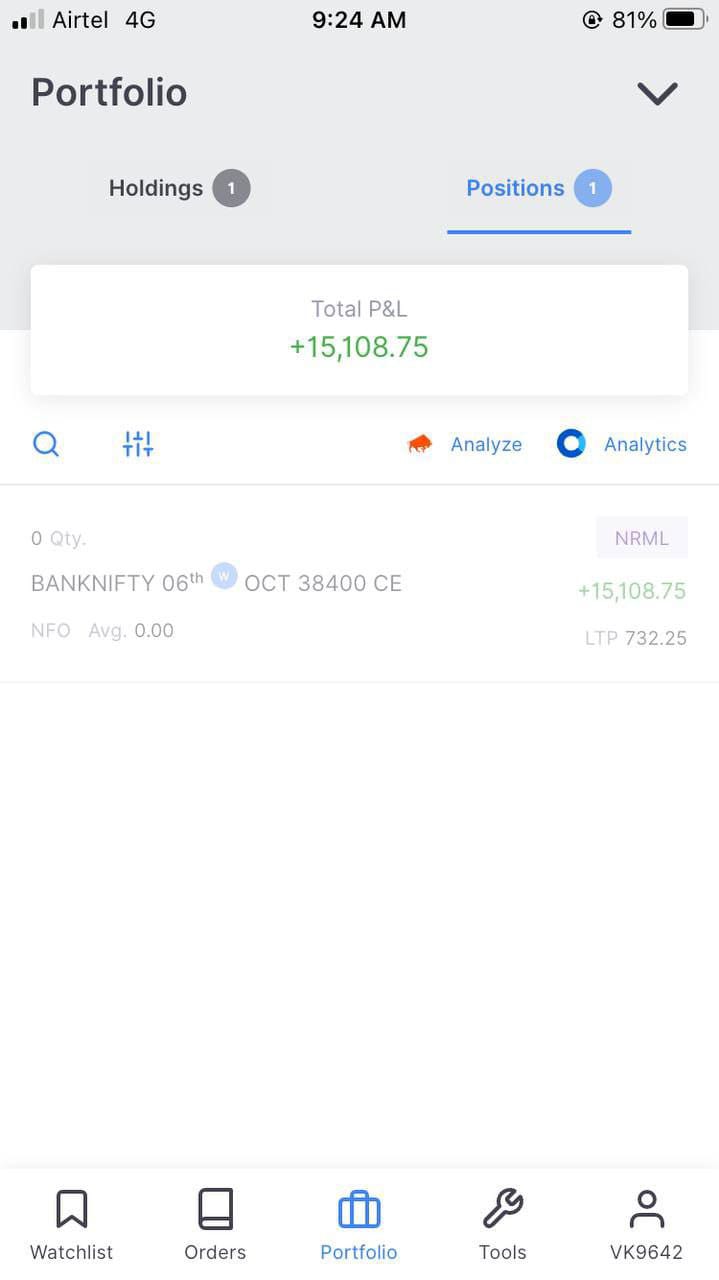 Airtel 4G 9:24 AM 81%
Portfolio
Holdings 1 Positions 1
Total P&L
+15,108.75
Analyze Analytics
0 Qty. NRML
BANKNIFTY 06th W OCT 38400 CE +15,108.75
NFO Avg. 0.00 LTP 732.25
Watchlist Orders Portfolio Tools VK9642